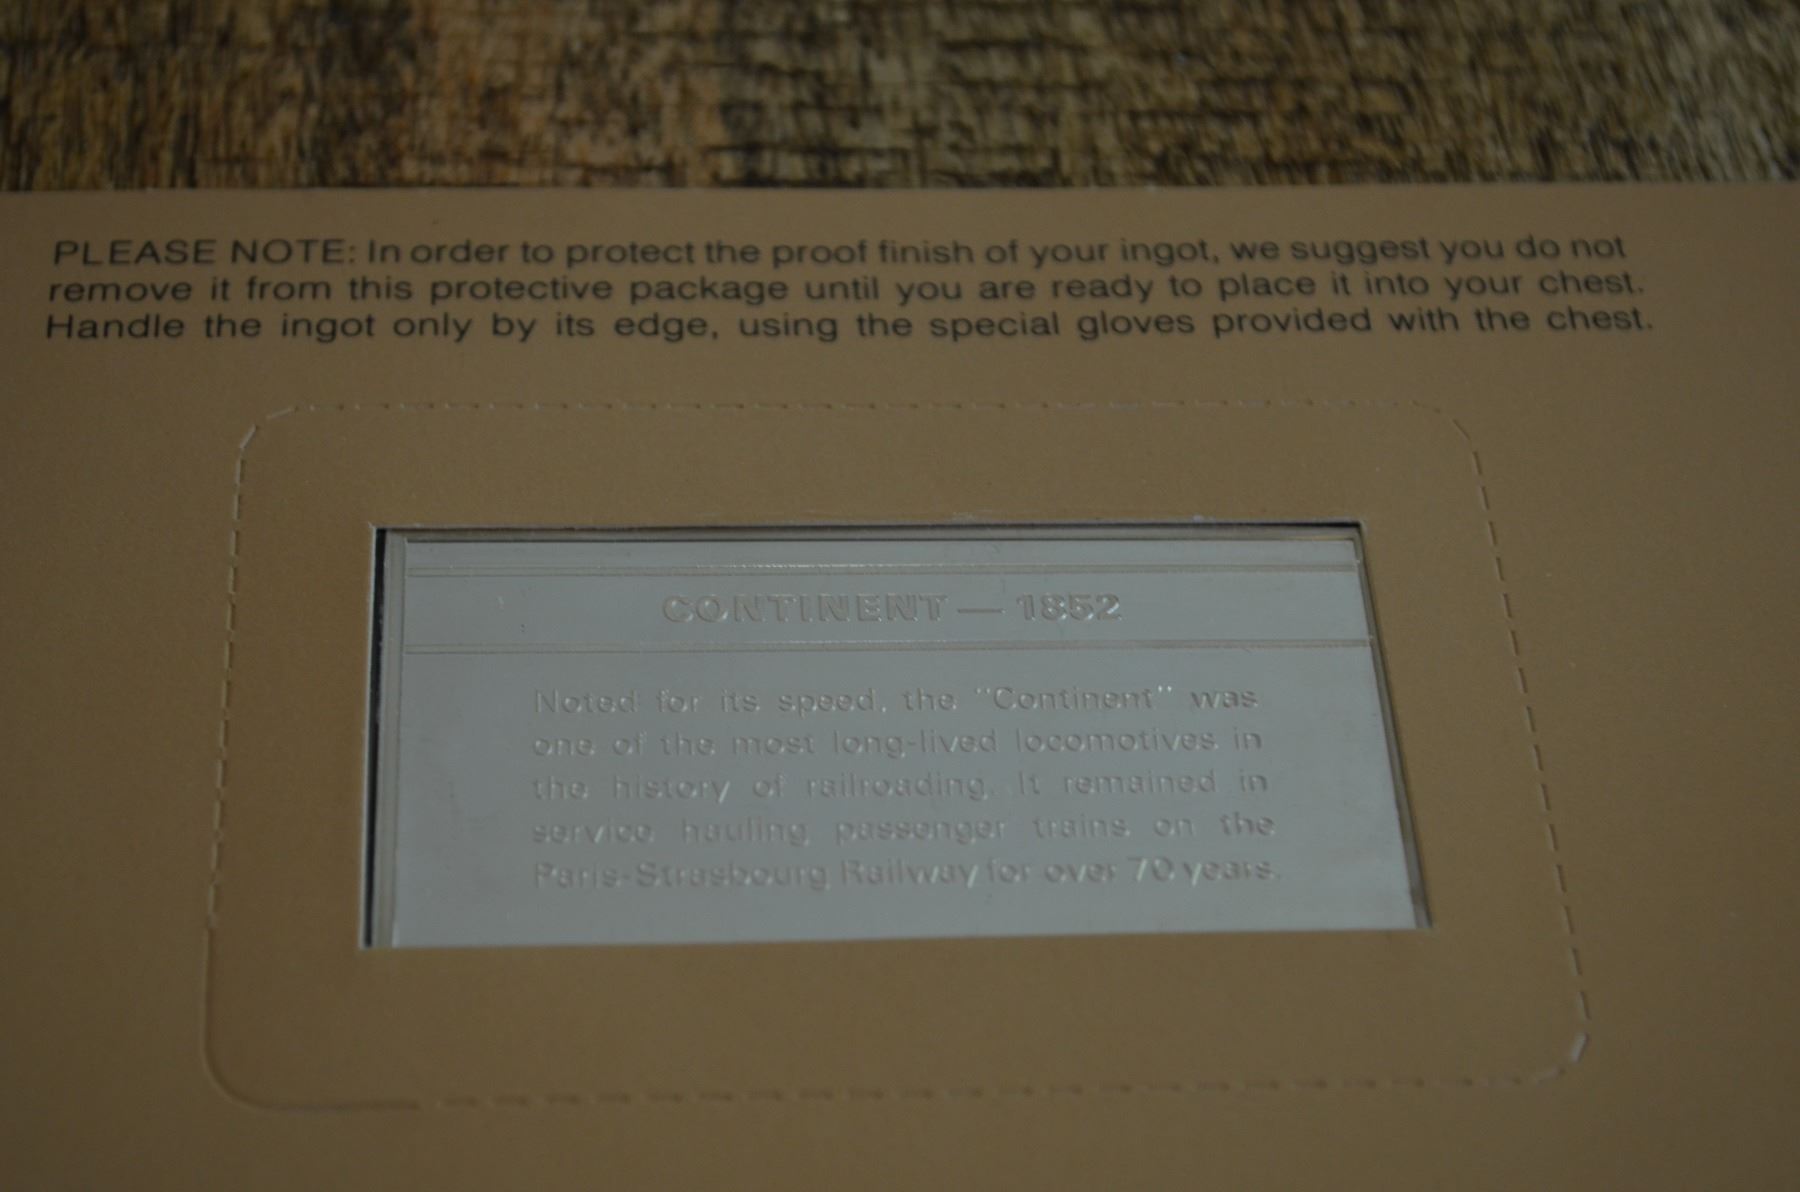 PLEASE NOTE: In order to protect the proof finish of your ingot, we suggest you do not
remove it from this protective package until you are ready to place it into your chest.
Handle the ingot only by its edge, using the special gloves provided with the chest.
CONTINENT — 1852
Noted for its speed, the "Continent" was
one of the most long-lived locomotives in
the history of railroading. It remained in
service hauling passenger trains on the
Paris-Strasbourg Railway for over 70 years.